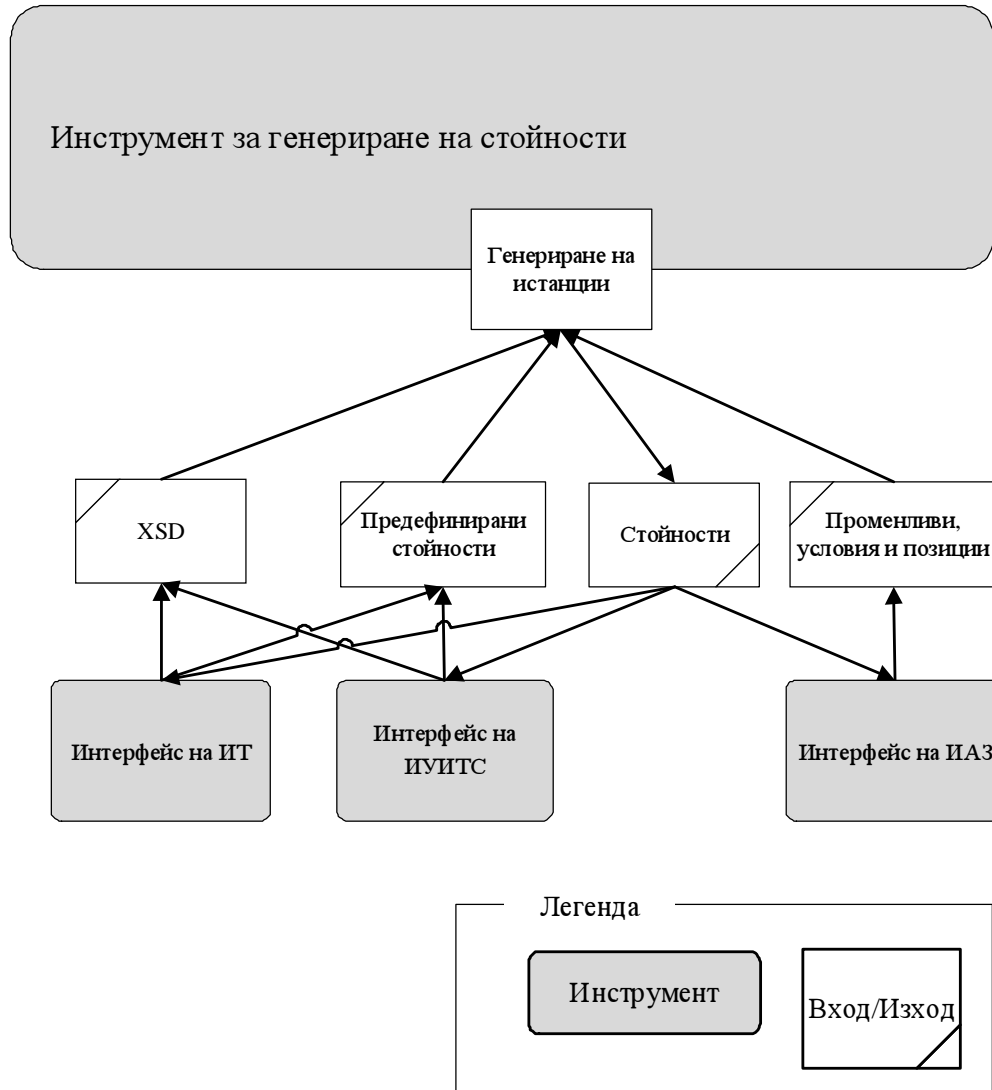 Инструмент за генериране на стойности
Генериране на
истанции
XSD
Предефинирани
стойности
Стойности
Променливи,
условия и позиции
Интерфейс на ИТ
Интерфейс на
ИУИТС
Интерфейс на ИАЗ
Легенда
Инструмент
Вход/Изход